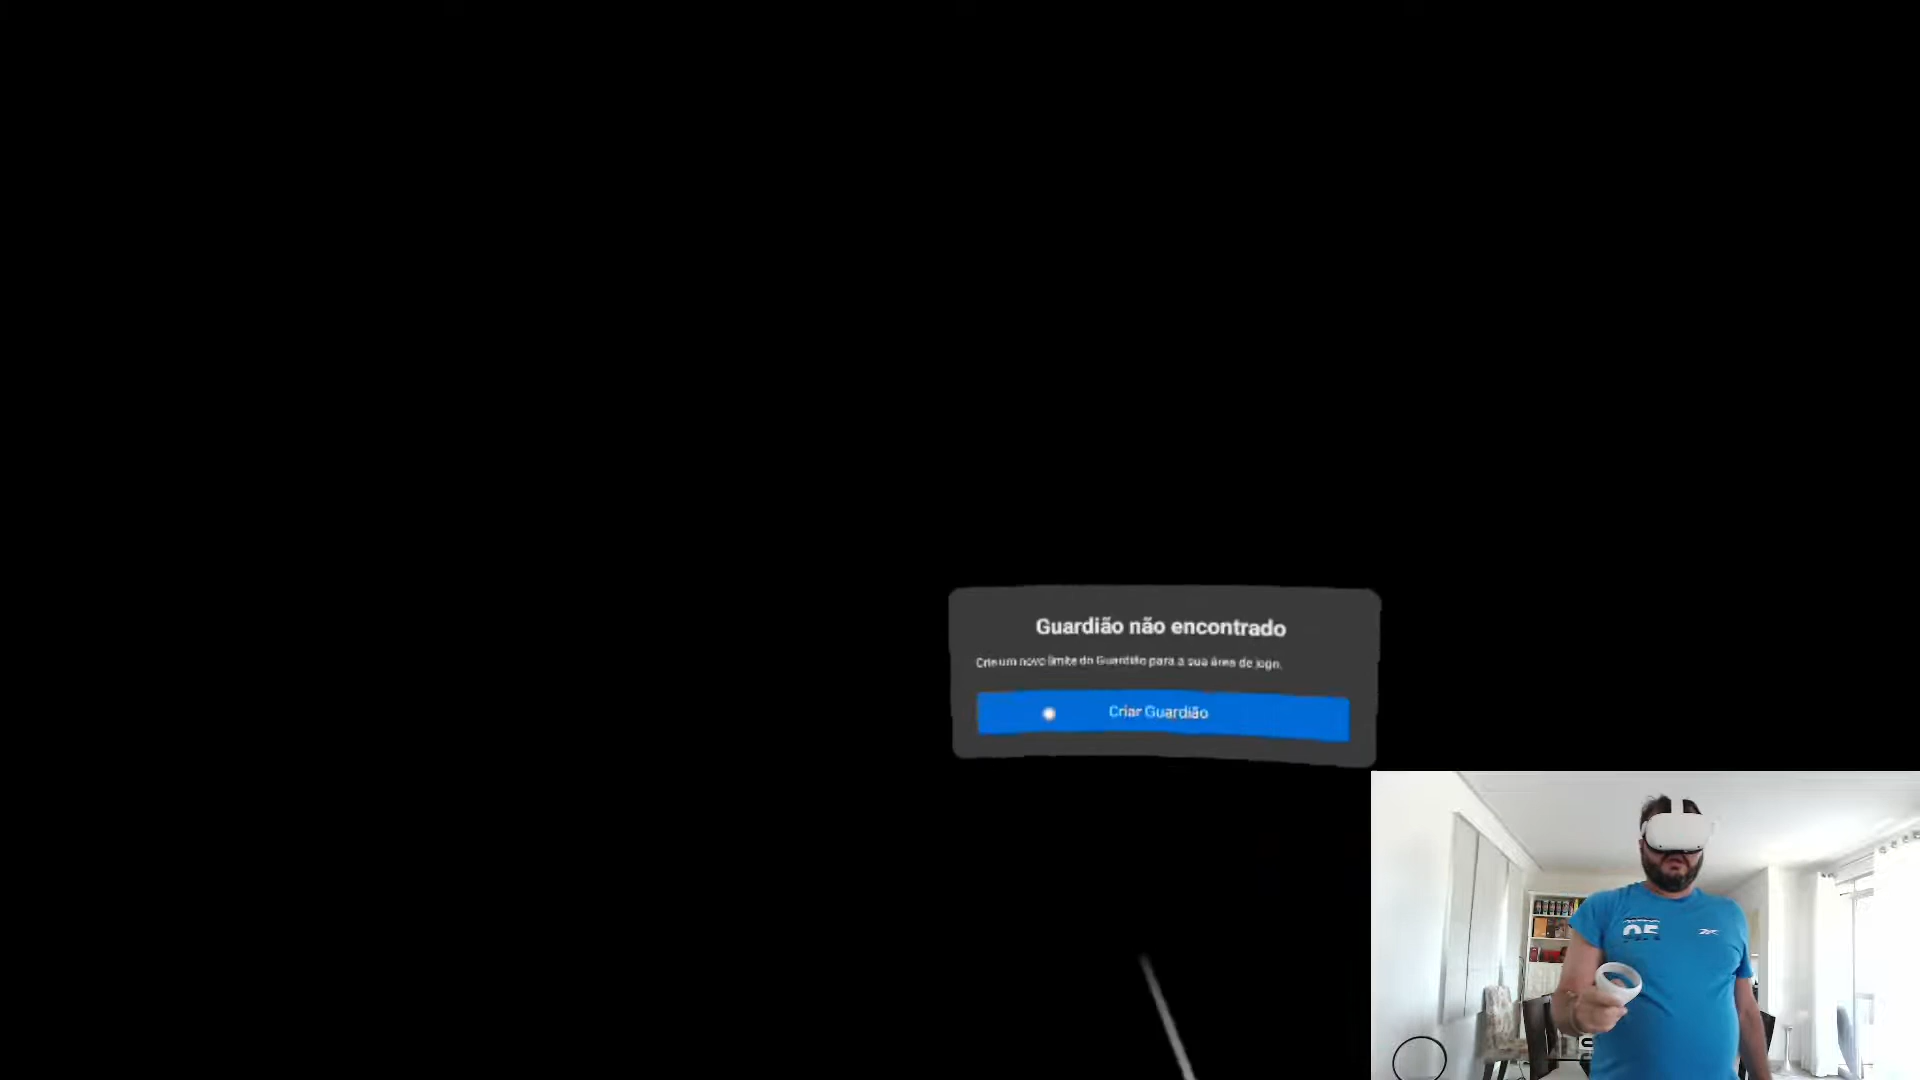 Guardião não encontrado
Crie um novo limite do Guardião para a sua área de jogo.
Criar Guardião